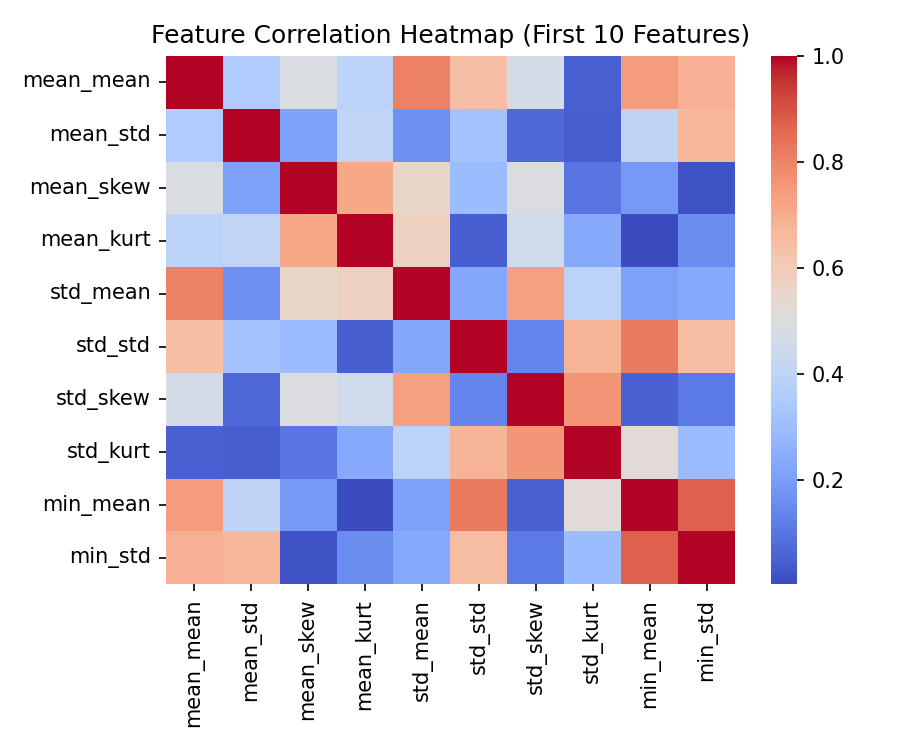 Feature Correlation Heatmap (First 10 Features)
mean_mean
mean_std
mean_skew
mean_kurt
std_mean
std_std
std_skew
std_kurt
min_mean
min_std
mean_mean
mean_std
mean_skew
mean_kurt
std_mean
std_std
std_skew
std_kurt
min_mean
min_std
1.0
0.8
0.6
0.4
0.2